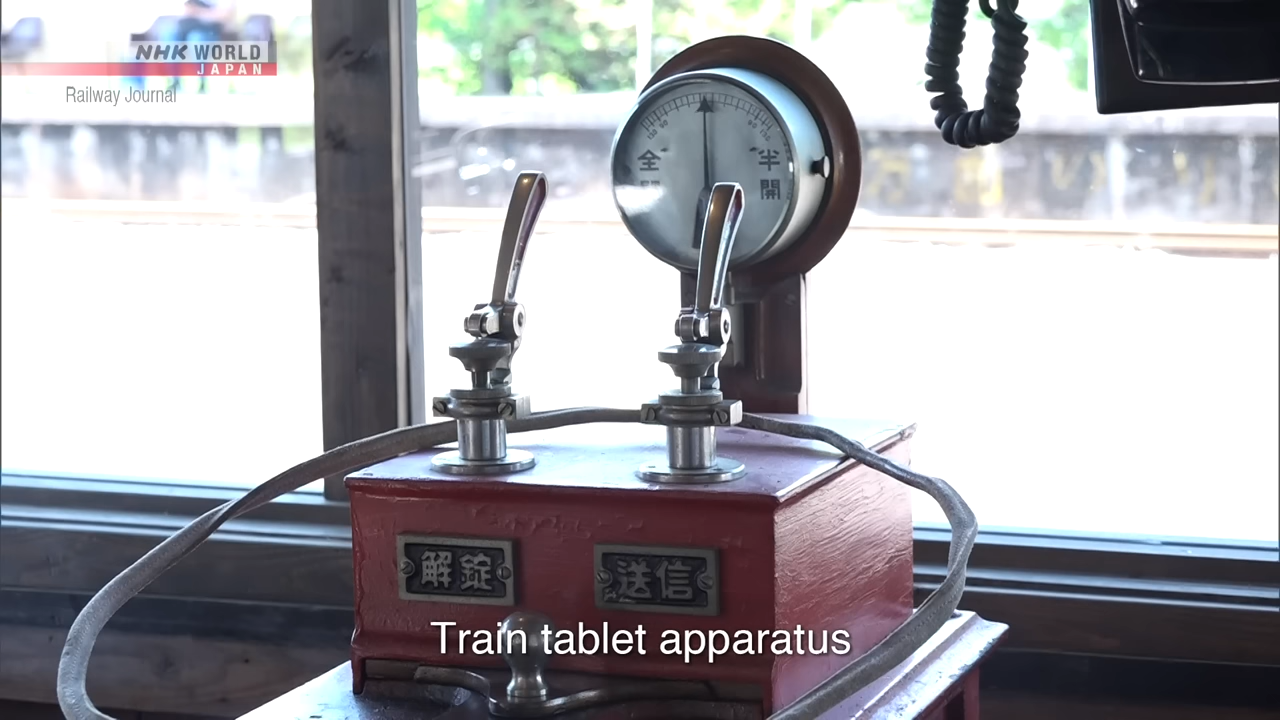 NHK WORLD
JAPAN
Railway Journal
全 半
開
解錠
送信
Train tablet apparatus